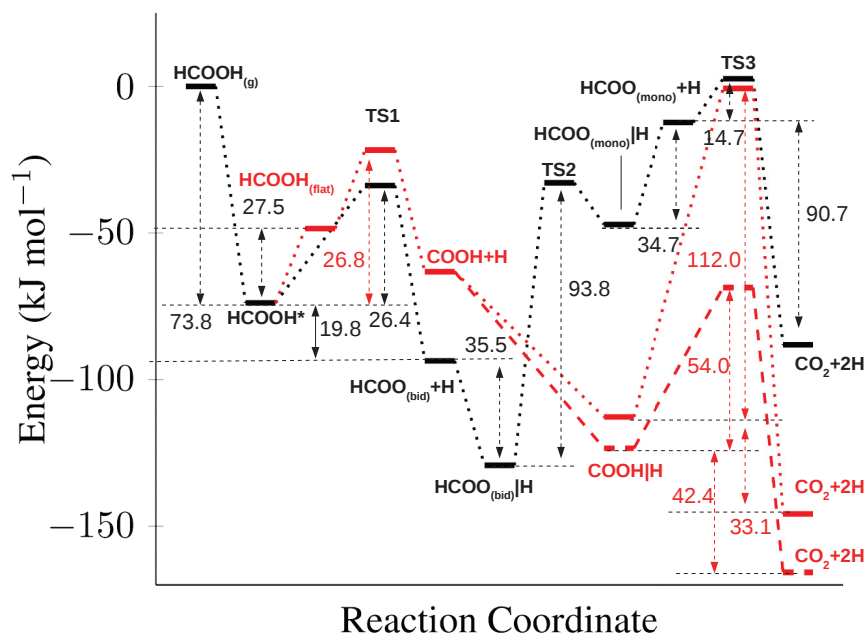 Energy (kJ mol⁻¹)
0
−50
−100
−150
HCOOH(g)
TS1
HCOOH(flat)
27.5
26.8
73.8
HCOOH*
19.8
26.4
COOH+H
HCOO(bid)+H
35.5
HCOO(bid)|H
TS2
93.8
HCOO(mono)|H
34.7
HCOO(mono)+H
TS3
14.7
90.7
112.0
54.0
CO₂+2H
COOH|H
42.4
33.1
CO₂+2H
CO₂+2H
Reaction Coordinate